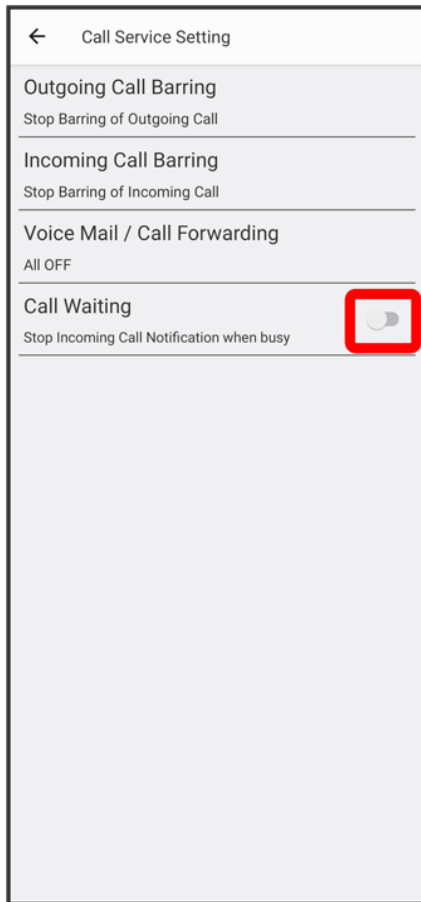 Call Service Setting
Outgoing Call Barring
Stop Barring of Outgoing Call
Incoming Call Barring
Stop Barring of Incoming Call
Voice Mail / Call Forwarding
All OFF
Call Waiting
Stop Incoming Call Notification when busy